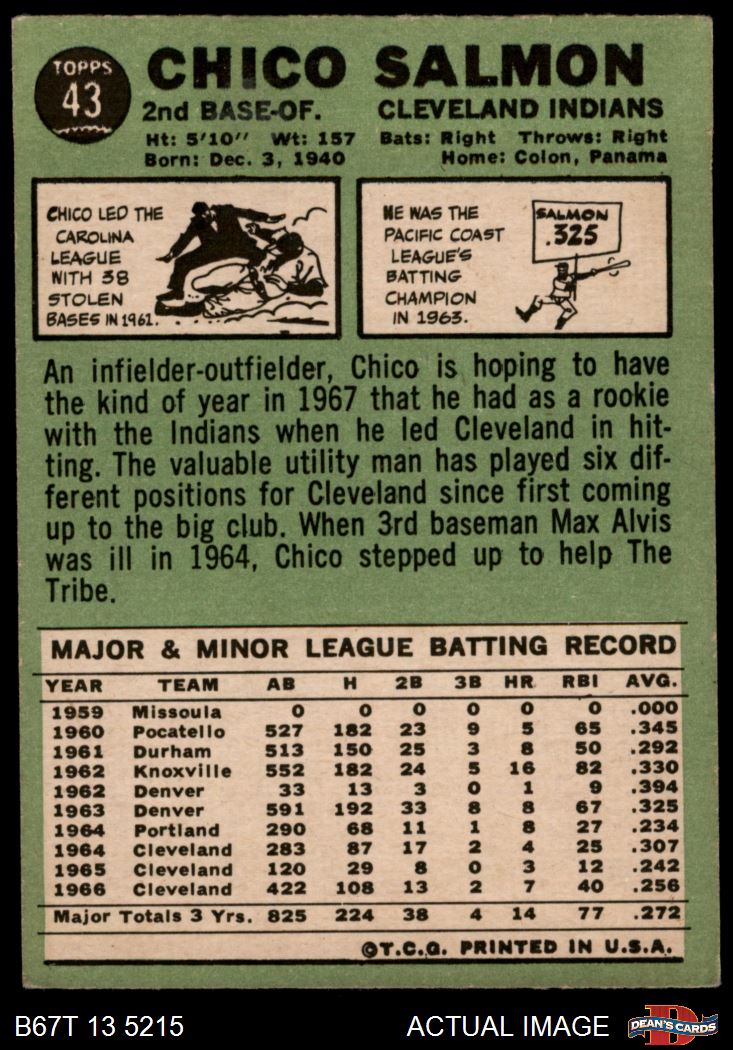 TOPPS
43
CHICO SALMON
2nd BASE-OF. CLEVELAND INDIANS
Ht: 5'10" Wt: 157 Bats: Right Throws: Right
Born: Dec. 3, 1940 Home: Colon, Panama
CHICO LED THE
CAROLINA
LEAGUE
WITH 38
STOLEN
BASES IN 1961.
HE WAS THE
PACIFIC COAST
LEAGUE'S
BATTING
CHAMPION
IN 1963.
SALMON
.325
An infielder-outfielder, Chico is hoping to have
the kind of year in 1967 that he had as a rookie
with the Indians when he led Cleveland in hit-
ting. The valuable utility man has played six dif-
ferent positions for Cleveland since first coming
up to the big club. When 3rd baseman Max Alvis
was ill in 1964, Chico stepped up to help The
Tribe.
MAJOR & MINOR LEAGUE BATTING RECORD
YEAR TEAM AB H 2B 3B HR RBI AVG.
1959 Missoula 0 0 0 0 0 0 .000
1960 Pocatello 527 182 23 9 5 65 .345
1961 Durham 513 150 25 3 8 50 .292
1962 Knoxville 552 182 24 5 16 82 .330
1962 Denver 33 13 3 0 1 9 .394
1963 Denver 591 192 33 8 8 67 .325
1964 Portland 290 68 11 1 8 27 .234
1964 Cleveland 283 87 17 2 4 25 .307
1965 Cleveland 120 29 8 0 3 12 .242
1966 Cleveland 422 108 13 2 7 40 .256
Major Totals 3 Yrs. 825 224 38 4 14 77 .272
©T.C.G. PRINTED IN U.S.A.
B67T 13 5215 ACTUAL IMAGE DEAN'S CARDS